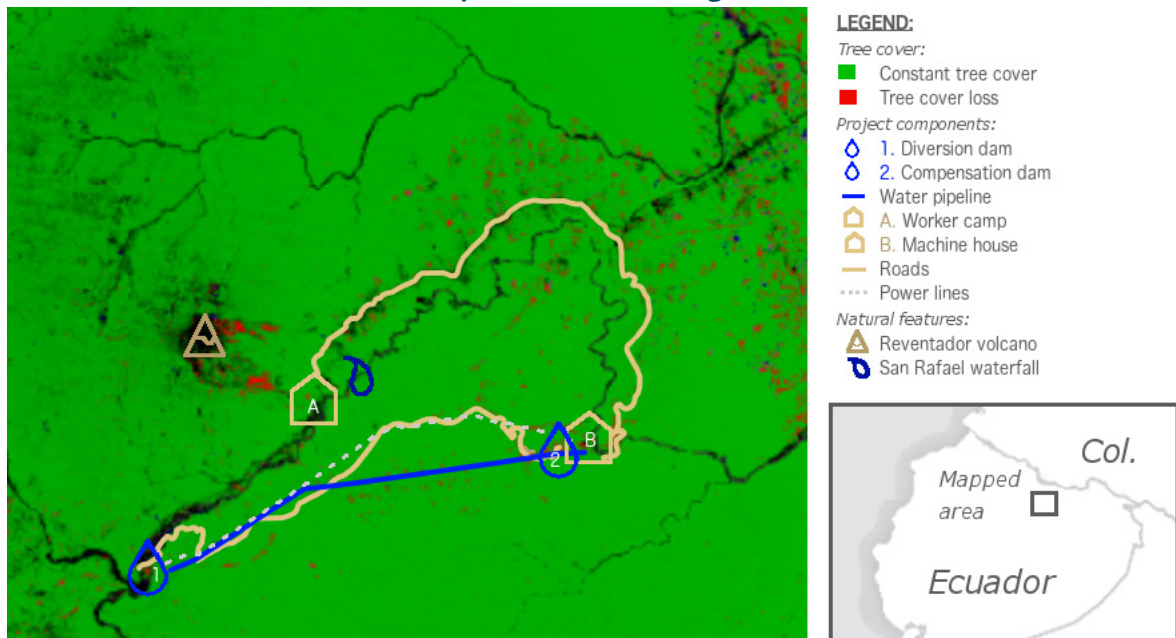 LEGEND:
Tree cover:
Constant tree cover
Tree cover loss
Project components:
1. Diversion dam
2. Compensation dam
Water pipeline
A. Worker camp
B. Machine house
Roads
Power lines
Natural features:
Reventador volcano
San Rafael waterfall
A
B
2
1
Col.
Mapped
area
Ecuador